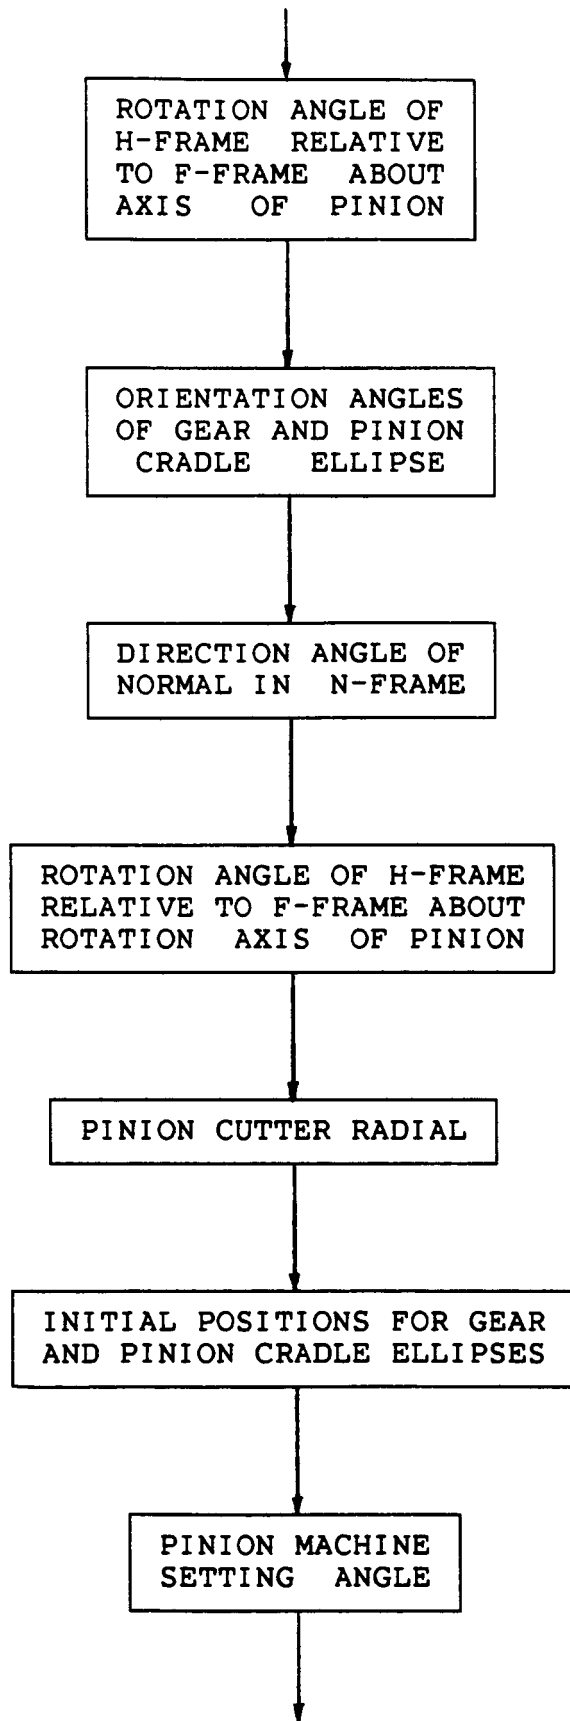 ROTATION ANGLE OF
H-FRAME RELATIVE
TO F-FRAME ABOUT
AXIS OF PINION
ORIENTATION ANGLES
OF GEAR AND PINION
CRADLE ELLIPSE
DIRECTION ANGLE OF
NORMAL IN N-FRAME
ROTATION ANGLE OF H-FRAME
RELATIVE TO F-FRAME ABOUT
ROTATION AXIS OF PINION
PINION CUTTER RADIAL
INITIAL POSITIONS FOR GEAR
AND PINION CRADLE ELLIPSES
PINION MACHINE
SETTING ANGLE